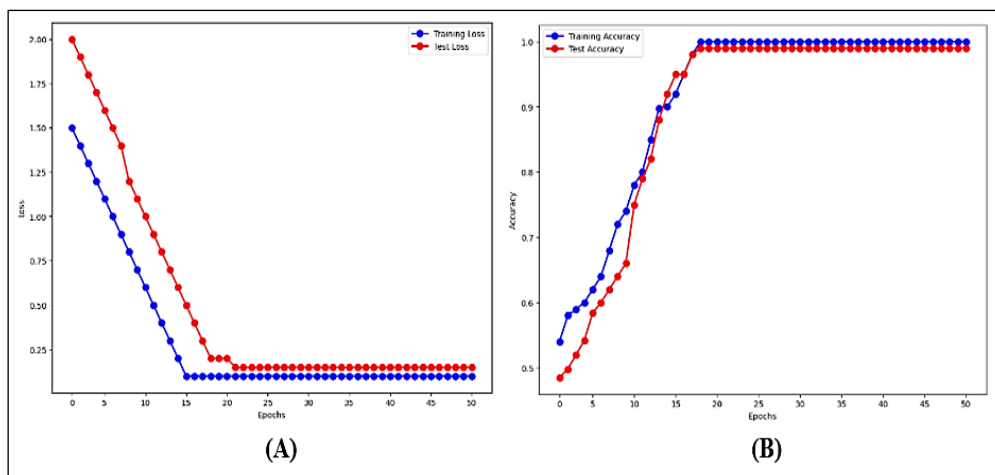 Training Loss
Test Loss
2.00
1.75
1.50
1.25
1.00
0.75
0.50
0.25
Loss
0 5 10 15 20 25 30 35 40 45 50
Epochs
(A)
Training Accuracy
Test Accuracy
1.0
0.9
0.8
0.7
0.6
0.5
Accuracy
0 5 10 15 20 25 30 35 40 45 50
Epochs
(B)